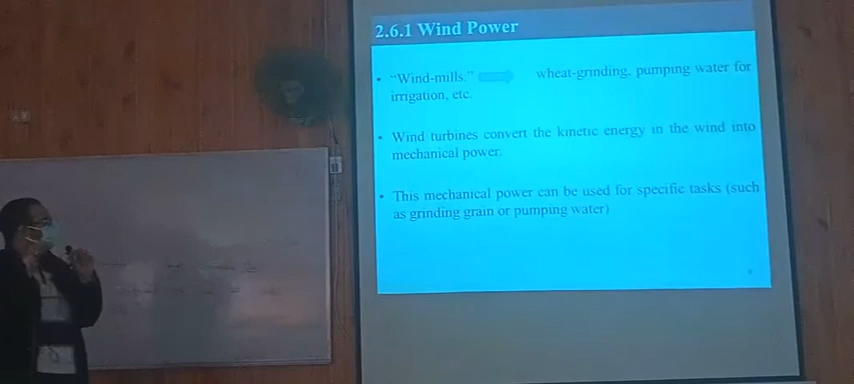 2.6.1 Wind Power
• "Wind-mills." wheat-grinding, pumping water for
irrigation, etc.
• Wind turbines convert the kinetic energy in the wind into
mechanical power.
• This mechanical power can be used for specific tasks (such
as grinding grain or pumping water)